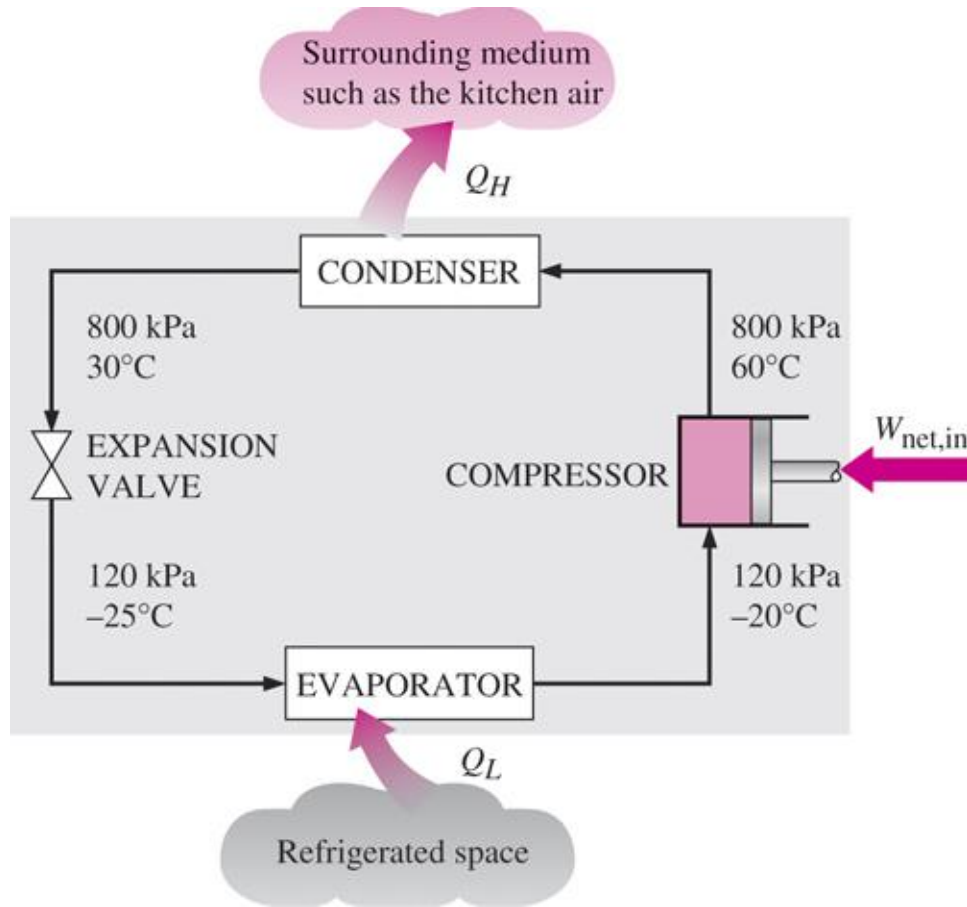 Surrounding medium
such as the kitchen air
Q_H
CONDENSER
800 kPa
30°C
800 kPa
60°C
W_net,in
EXPANSION
VALVE
COMPRESSOR
120 kPa
–25°C
120 kPa
–20°C
EVAPORATOR
Q_L
Refrigerated space